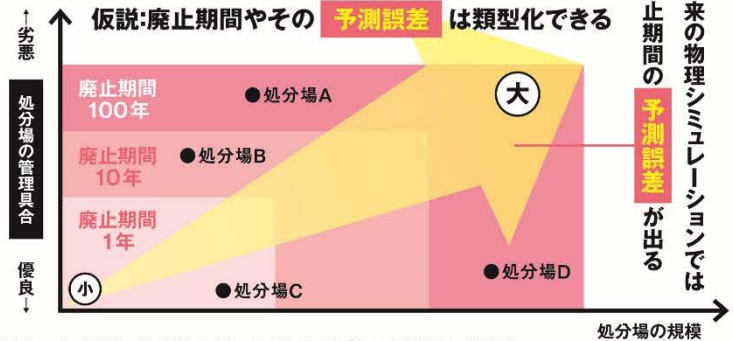 仮説:廃止期間やその 予測誤差 は類型化できる
来の物理シミュレーションでは
止期間の 予測誤差 が出る
←劣悪
処分場の管理具合
優良→
廃止期間
100年
処分場A
大
廃止期間
10年
処分場B
廃止期間
1年
小
処分場C
処分場D
処分場の規模